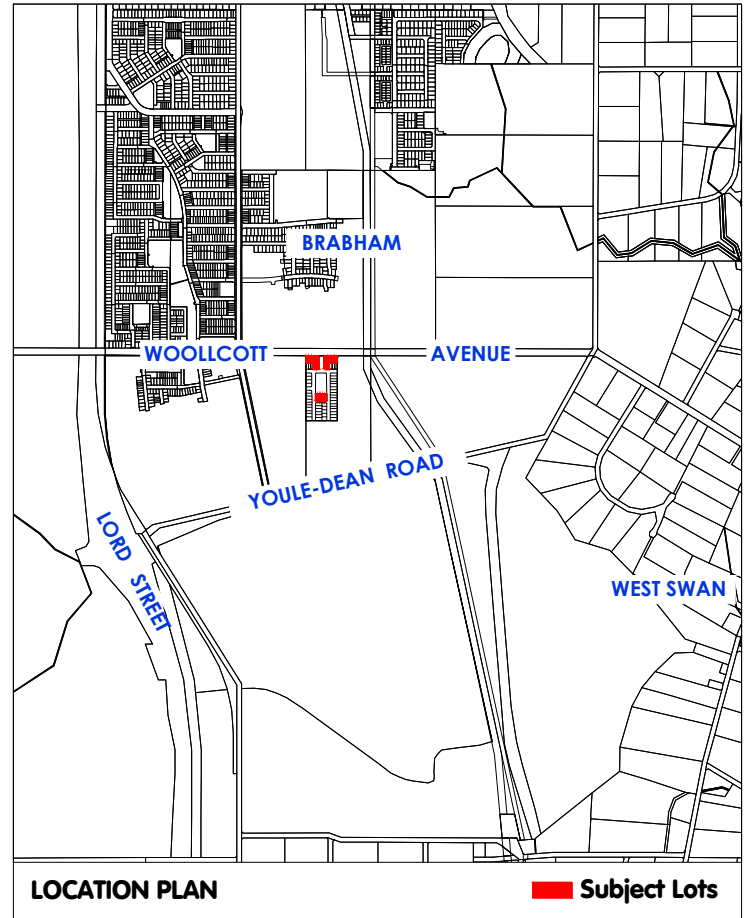 BRABHAM
WOOLLCOTT AVENUE
YOULE-DEAN ROAD
LORD STREET
WEST SWAN
LOCATION PLAN
Subject Lots